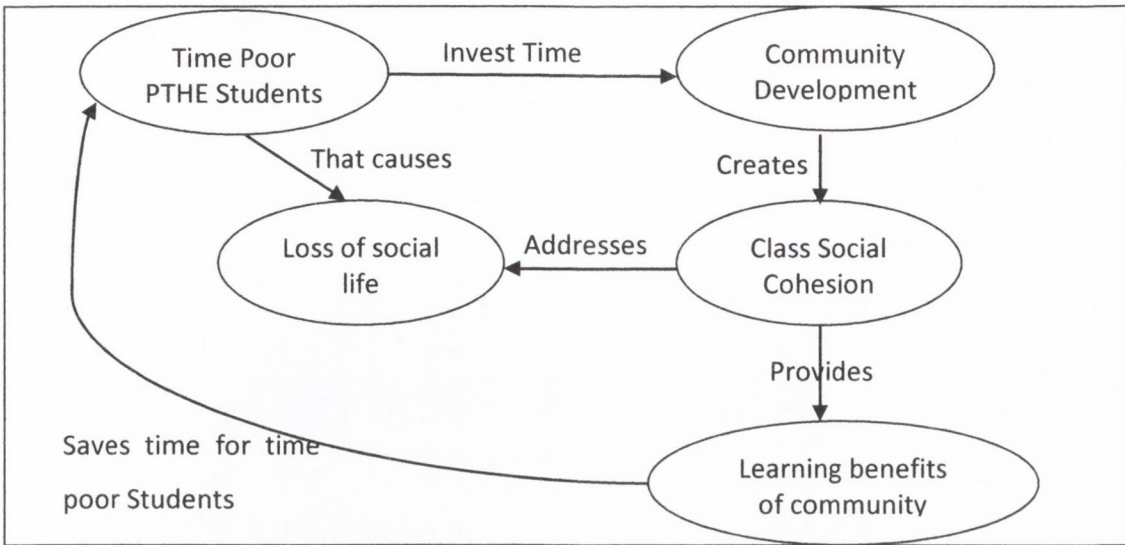 Time Poor
PTHE Students
Invest Time
Community
Development
That causes
Creates
Loss of social
life
Addresses
Class Social
Cohesion
Provides
Saves time for time
poor Students
Learning benefits
of community